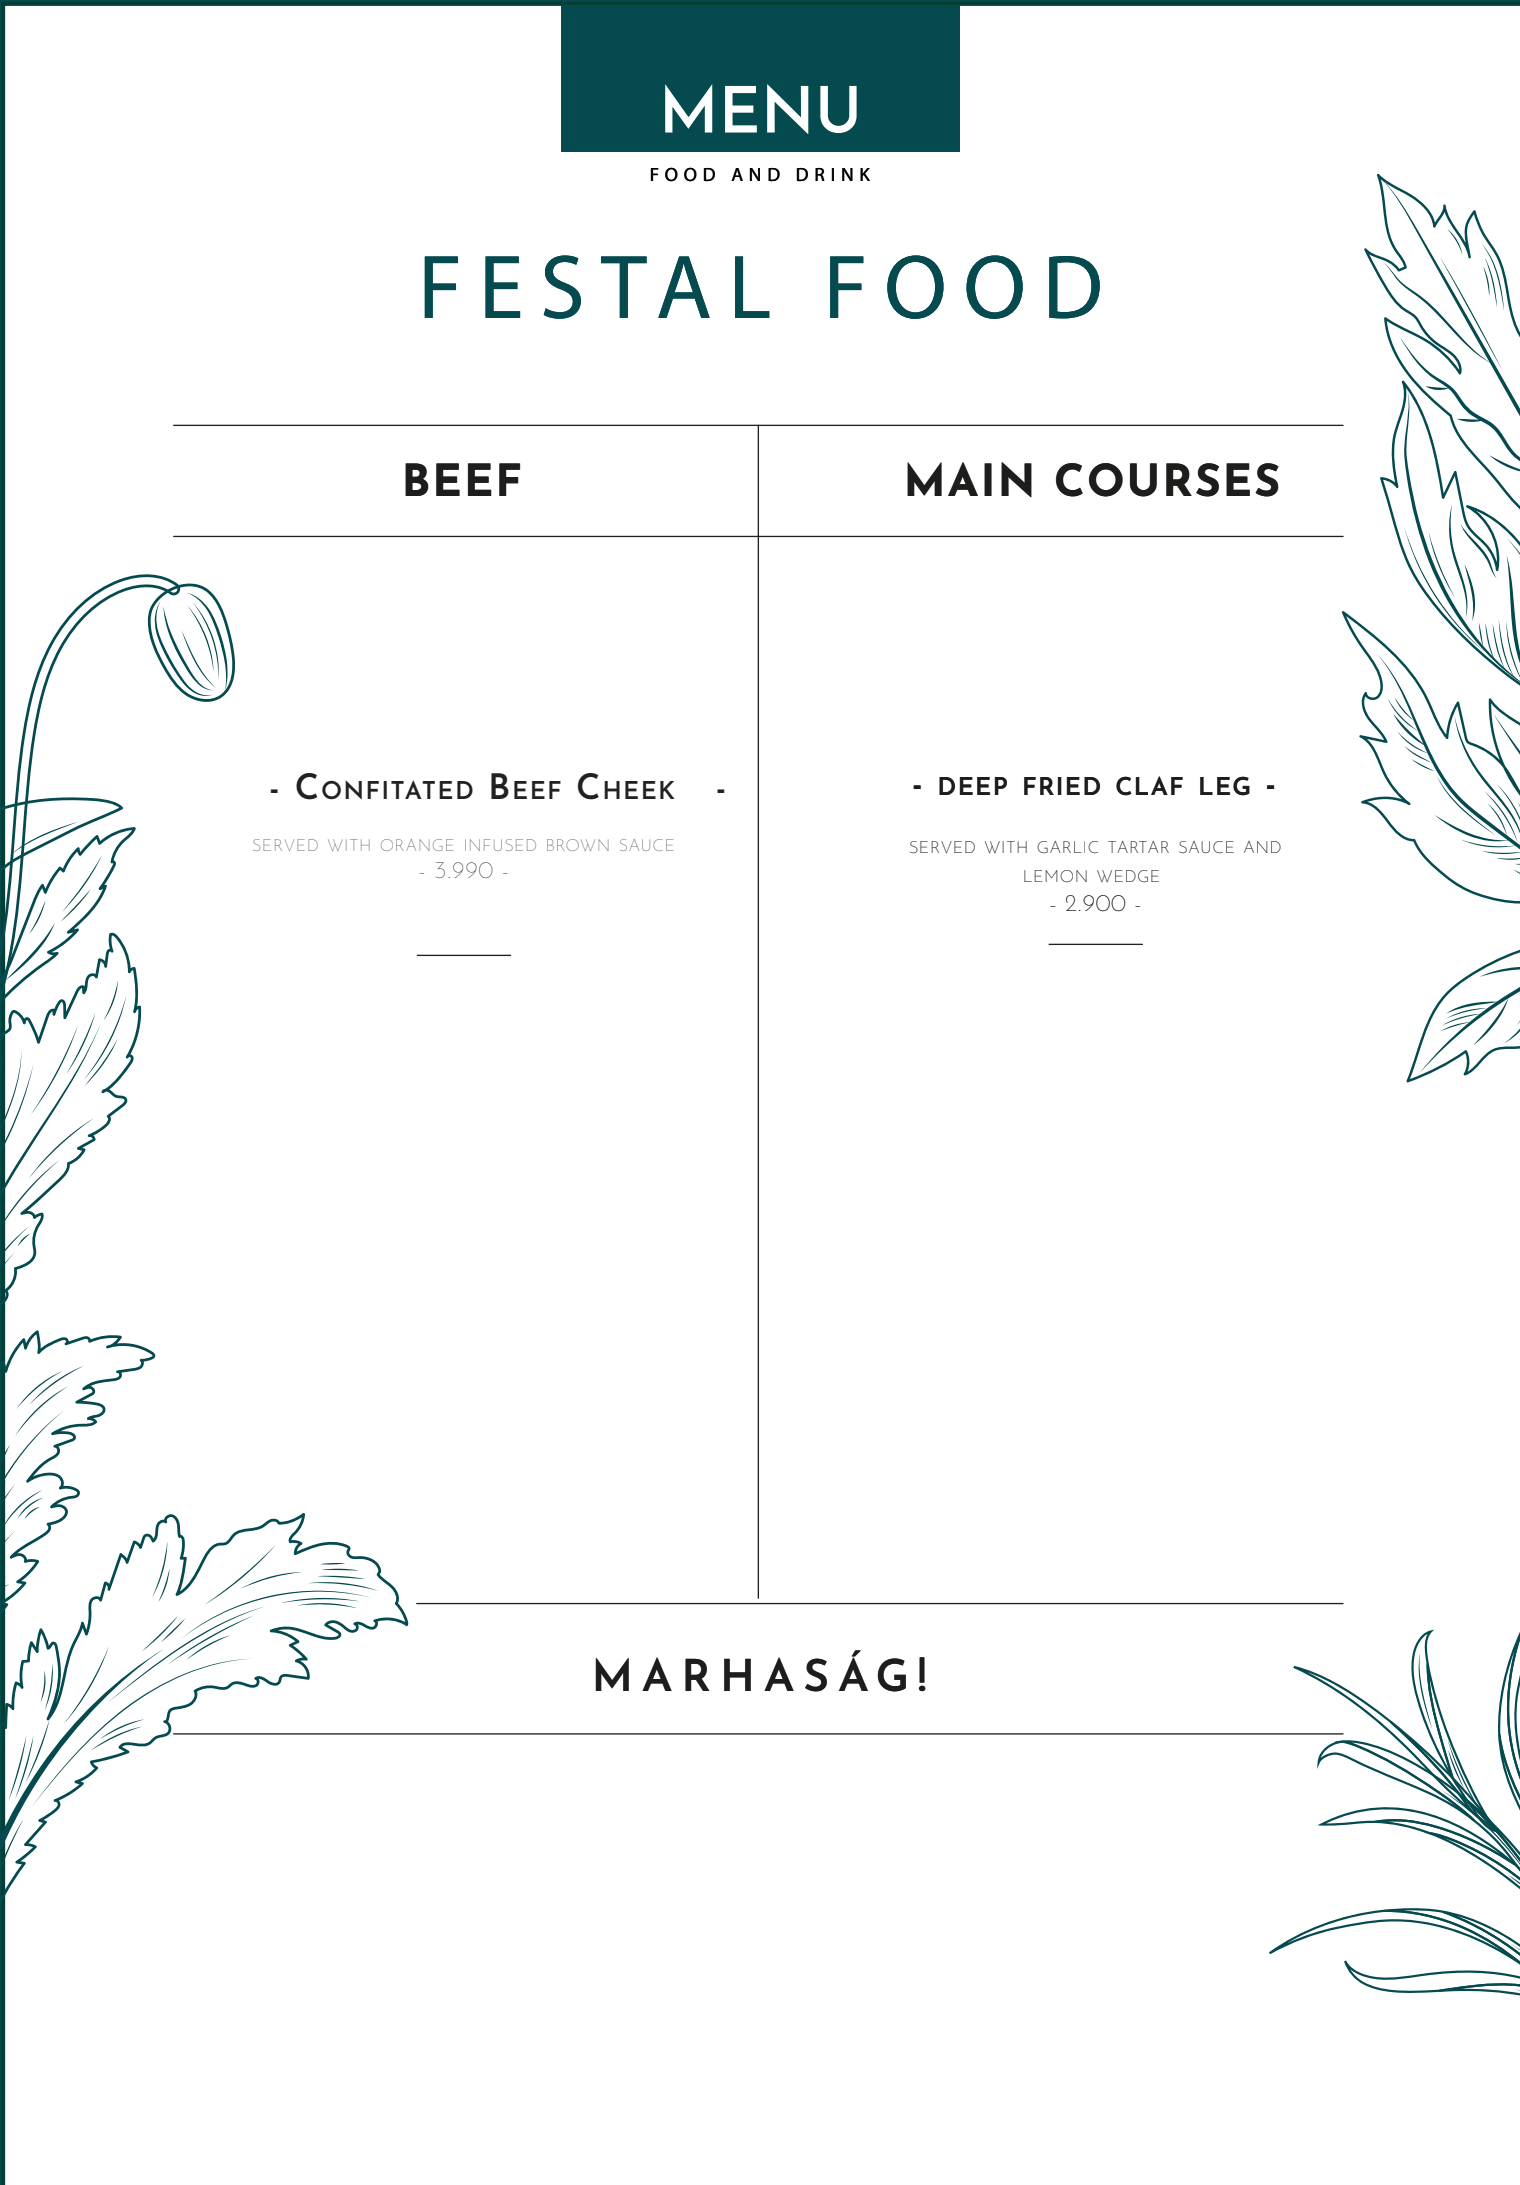 MENU
FOOD AND DRINK
FESTAL FOOD
BEEF
MAIN COURSES
- Confitated Beef Cheek -
SERVED WITH ORANGE INFUSED BROWN SAUCE
- 3.990 -
- DEEP FRIED CLAF LEG -
SERVED WITH GARLIC TARTAR SAUCE AND
LEMON WEDGE
- 2.900 -
MARHASÁG!